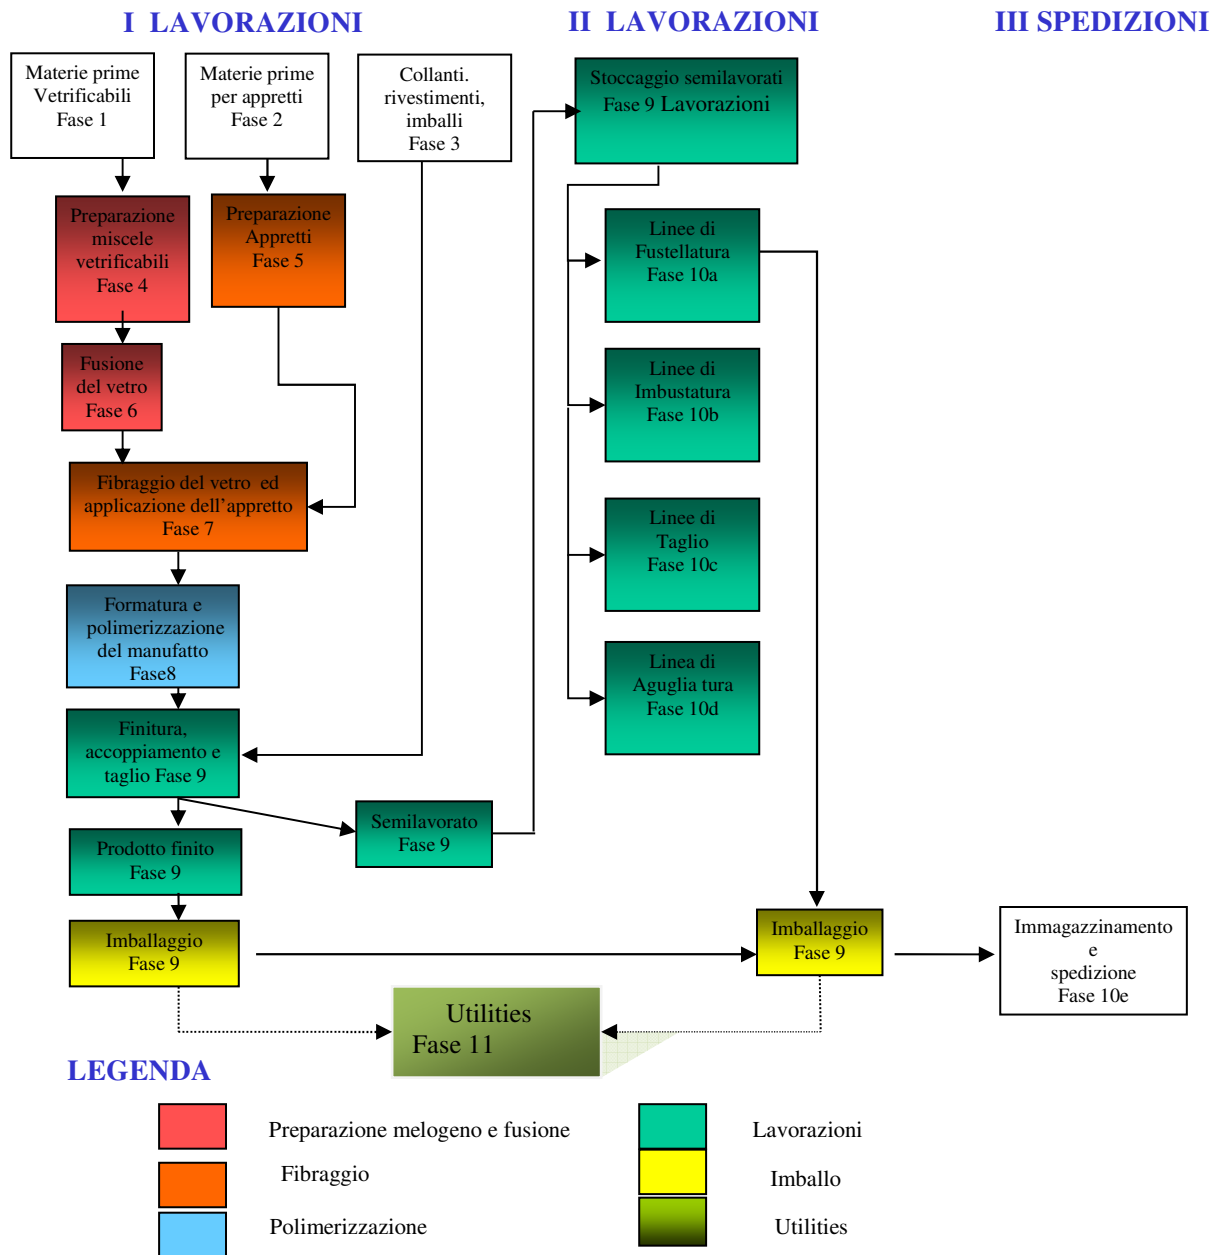 I LAVORAZIONI
II LAVORAZIONI
III SPEDIZIONI
Materie prime
Vetrificabili
Fase 1
Materie prime
per appretti
Fase 2
Collanti.
rivestimenti,
imballi
Fase 3
Stoccaggio semilavorati
Fase 9 Lavorazioni
Preparazione
miscele
vetrificabili
Fase 4
Preparazione
Appretti
Fase 5
Linee di
Fustellatura
Fase 10a
Fusione
del vetro
Fase 6
Linee di
Imbustatura
Fase 10b
Fibraggio del vetro ed
applicazione dell’appretto
Fase 7
Linee di
Taglio
Fase 10c
Formatura e
polimerizzazione
del manufatto
Fase8
Linea di
Aguglia tura
Fase 10d
Finitura,
accoppiamento e
taglio Fase 9
Semilavorato
Fase 9
Prodotto finito
Fase 9
Imballaggio
Fase 9
Imballaggio
Fase 9
Immagazzinamento
e
spedizione
Fase 10e
Utilities
Fase 11
LEGENDA
Preparazione melogeno e fusione
Fibraggio
Polimerizzazione
Lavorazioni
Imballo
Utilities